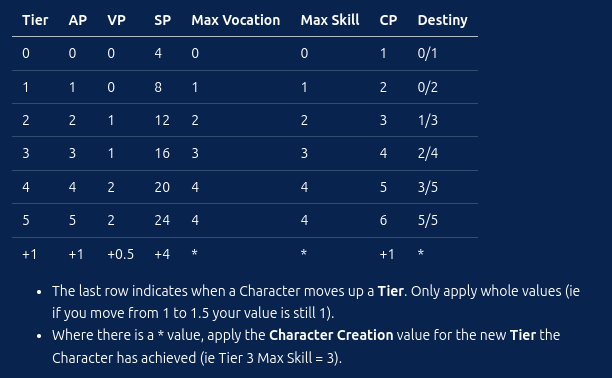 Tier AP VP SP Max Vocation Max Skill CP Destiny
0 0 0 4 0 0 1 0/1
1 1 0 8 1 1 2 0/2
2 2 1 12 2 2 3 1/3
3 3 1 16 3 3 4 2/4
4 4 2 20 4 4 5 3/5
5 5 2 24 4 4 6 5/5
+1 +1 +0.5 +4 * * +1 *
• The last row indicates when a Character moves up a Tier. Only apply whole values (ie
if you move from 1 to 1.5 your value is still 1).
• Where there is a * value, apply the Character Creation value for the new Tier the
Character has achieved (ie Tier 3 Max Skill = 3).